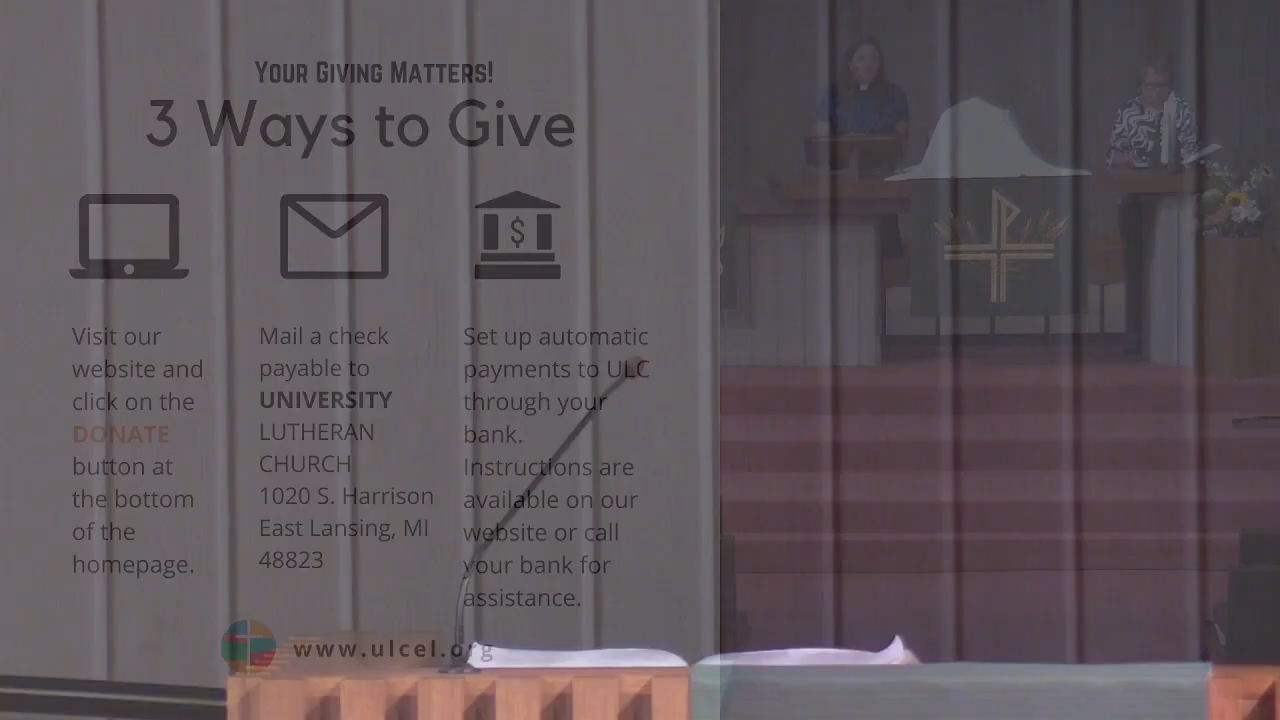 YOUR GIVING MATTERS!
3 Ways to Give
$
Visit our
website and
click on the
DONATE
button at
the bottom
of the
homepage.
Mail a check
payable to
UNIVERSITY
LUTHERAN
CHURCH
1020 S. Harrison
East Lansing, MI
48823
Set up automatic
payments to ULC
through your
bank.
Instructions are
available on our
website or call
your bank for
assistance.
www.ulcel.org